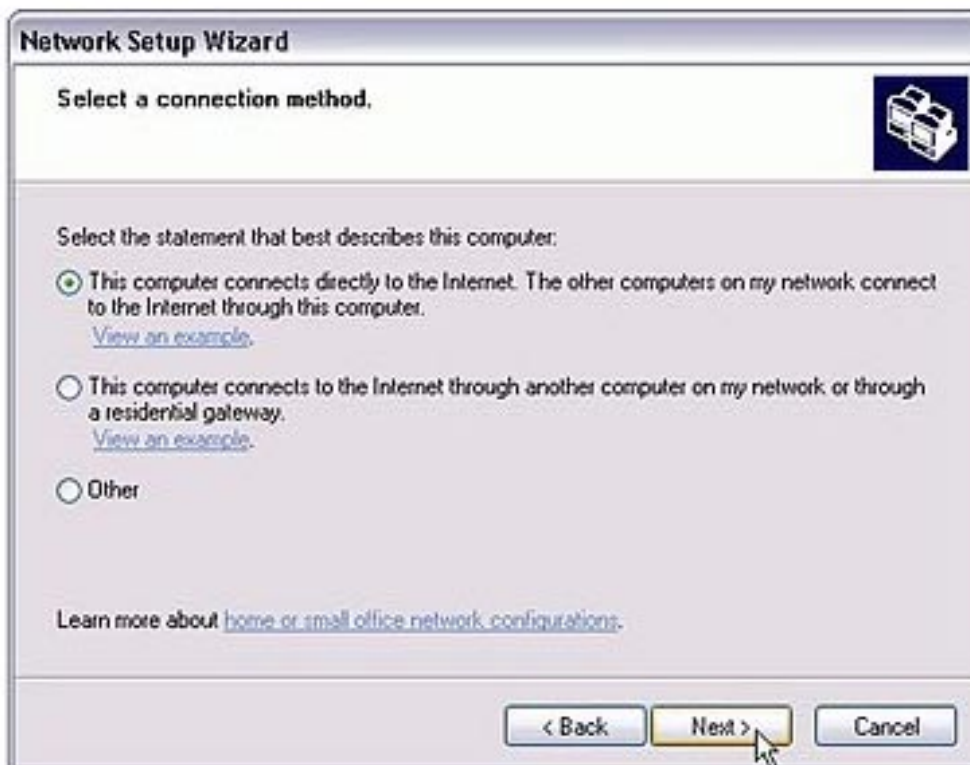 Network Setup Wizard
Select a connection method.
Select the statement that best describes this computer:
This computer connects directly to the Internet. The other computers on my network connect
to the Internet through this computer.
View an example.
This computer connects to the Internet through another computer on my network or through
a residential gateway.
View an example.
Other
Learn more about home or small office network configurations.
< Back Next > Cancel